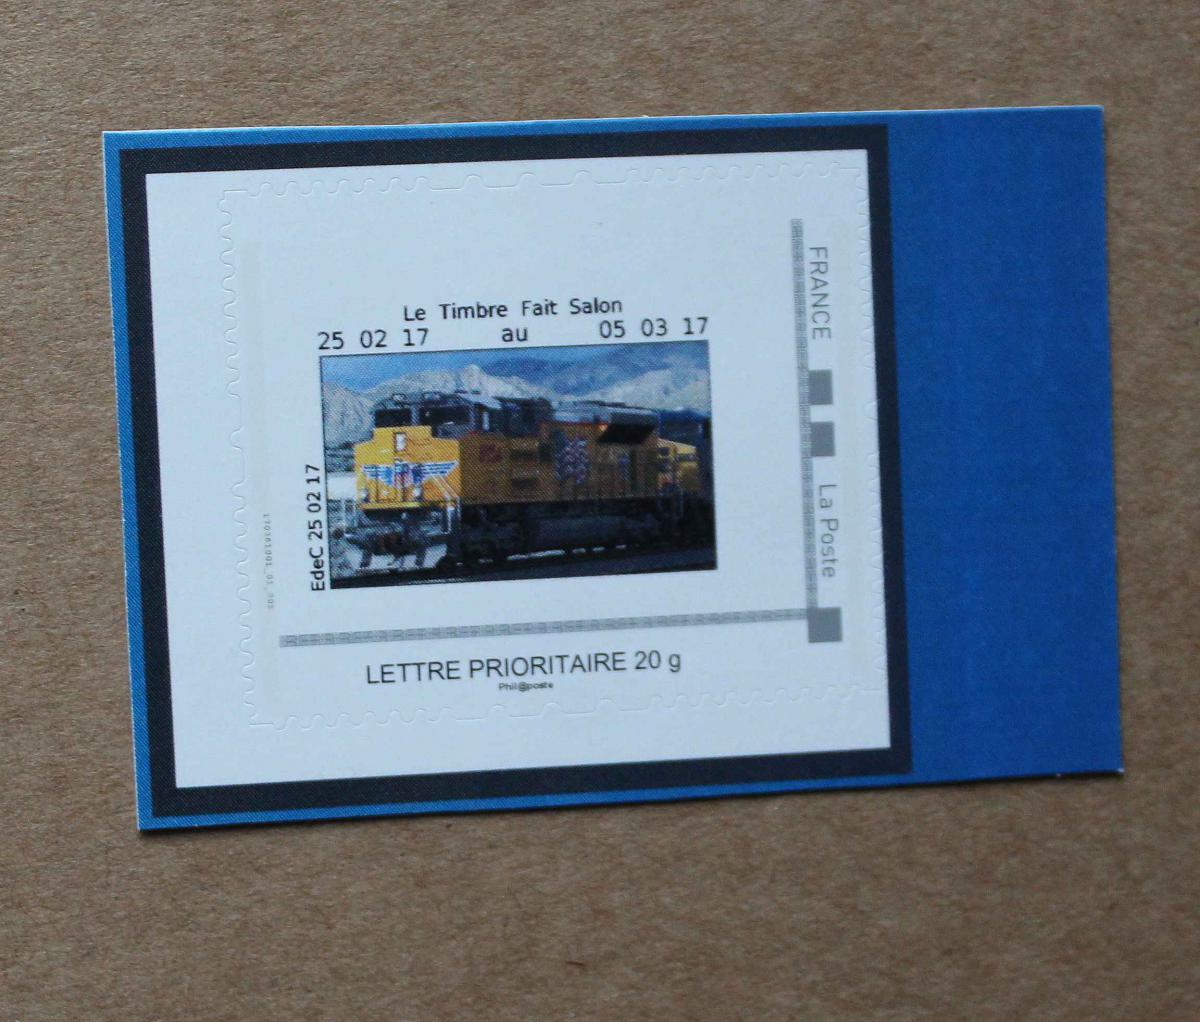 Le Timbre Fait Salon
25 02 17 au 05 03 17
EdeC 25 02 17
FRANCE
La Poste
LETTRE PRIORITAIRE 20 g
Phil@poste